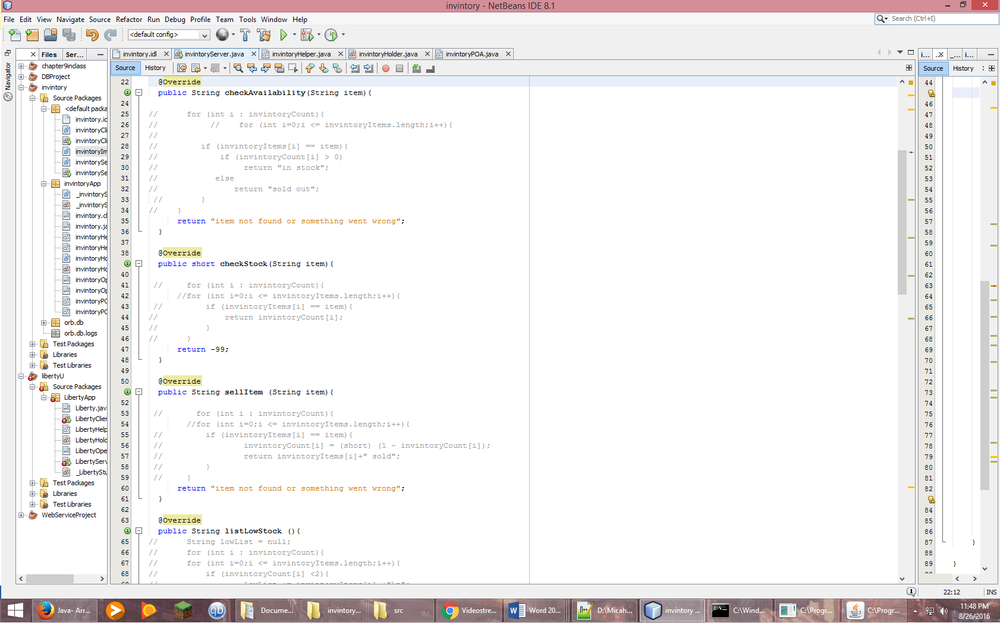 invintory - NetBeans IDE 8.1
File Edit View Navigate Source Refactor Run Debug Profile Team Tools Window Help
Search (Ctrl+I)
<default config>
Navigator
Files Ser...
chapter9inclass
DBProject
invintory
Source Packages
<default packa
invintory.id
invintoryCli
invintoryCli
invintoryIm
invintorySe
invintorySe
invintoryApp
_invintoryS
_invintoryS
invintory.cl
invintory.ja
invintoryHe
invintoryHe
invintoryHo
invintoryHo
invintoryOp
invintoryOp
invintoryPO
invintoryPO
orb.db
orb.db.logs
Test Packages
Libraries
Test Libraries
libertyU
Source Packages
LibertyApp
Liberty.java
LibertyClien
LibertyHelp
LibertyHold
LibertyOpe
LibertyServ
_LibertyStu
Test Packages
Libraries
Test Libraries
WebServiceProject
invintory.idl invintoryServer.java invintoryHelper.java invintoryHolder.java invintoryPOA.java
Source History
22 @Override
public String checkAvailability(String item){
24
25 // for (int i : invintoryCount){
26 // // for (int i=0;i <= invintoryItems.length;i++){
27 //
28 // if (invintoryItems[i] == item){
29 // if (invintoryCount[i] > 0)
30 // return "in stock";
31 // else
32 // return "sold out";
33 // }
34 // }
35 return "item not found or something went wrong";
36 }
37
38 @Override
public short checkStock(String item){
40
41 // for (int i : invintoryCount){
42 //for (int i=0;i <= invintoryItems.length;i++){
43 // if (invintoryItems[i] == item){
44 // return invintoryCount[i];
45 // }
46 // }
47 return -99;
48 }
49
50 @Override
public String sellItem (String item){
52
53 // for (int i : invintoryCount){
54 //for (int i=0;i <= invintoryItems.length;i++){
55 // if (invintoryItems[i] == item){
56 // invintoryCount[i] = (short) (1 - invintoryCount[i]);
57 // return invintoryItems[i]+" sold";
58 // }
59 // }
60 return "item not found or something went wrong";
61 }
62
63 @Override
public String listLowStock (){
65 // String lowList = null;
66 // for (int i : invintoryCount){
67 // for (int i=0;i <= invintoryItems.length;i++){
68 // if (invintoryCount[i] <2){
i... ... i...
Source History
44
46
47
48
49
50
51
52
53
54
55
56
57
58
59
60
61
62
63
64
65
66
67
68
69
70
71
72
73
74
75
76
77
78
79
80
81
82
84
85
86
87 }
88
89 }
1 22:12 INS
Java- Arr... Docume... invintory... src Videostre... Word 20... D:\Micah... invintory ... C:\Wind... C:\Progr... C:\Progr...
11:48 PM
8/26/2016